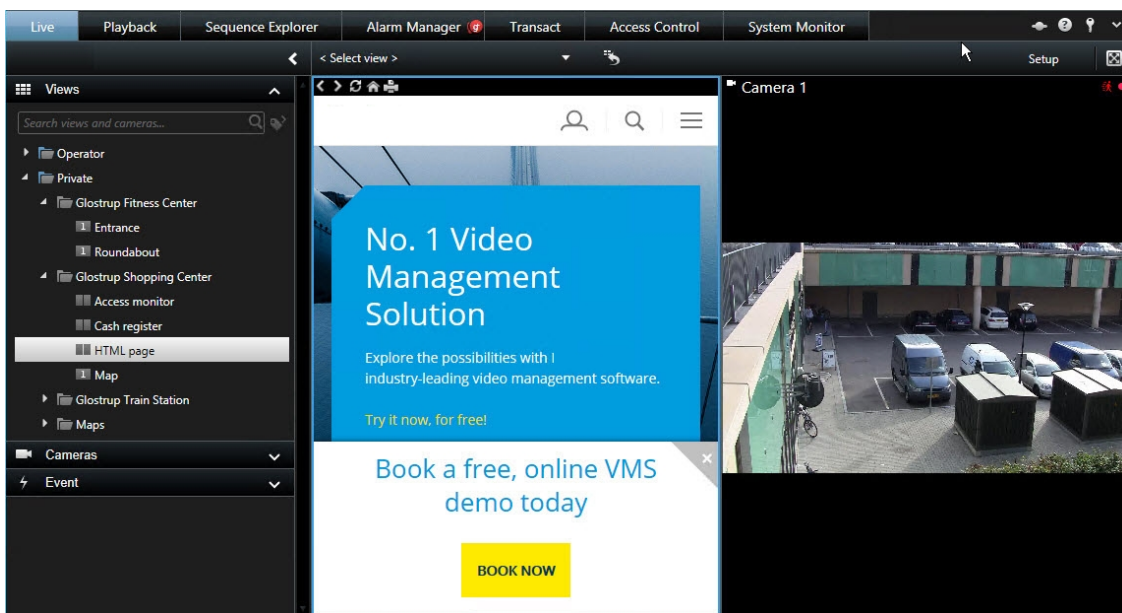 Live Playback Sequence Explorer Alarm Manager Transact Access Control System Monitor
< Select view > Setup
Views
Search views and cameras...
Operator
Private
Glostrup Fitness Center
1 Entrance
1 Roundabout
Glostrup Shopping Center
Access monitor
Cash register
HTML page
1 Map
Glostrup Train Station
Maps
Cameras
Event
No. 1 Video
Management
Solution
Explore the possibilities with
industry-leading video management software.
Try it now, for free!
Book a free, online VMS
demo today
BOOK NOW
Camera 1